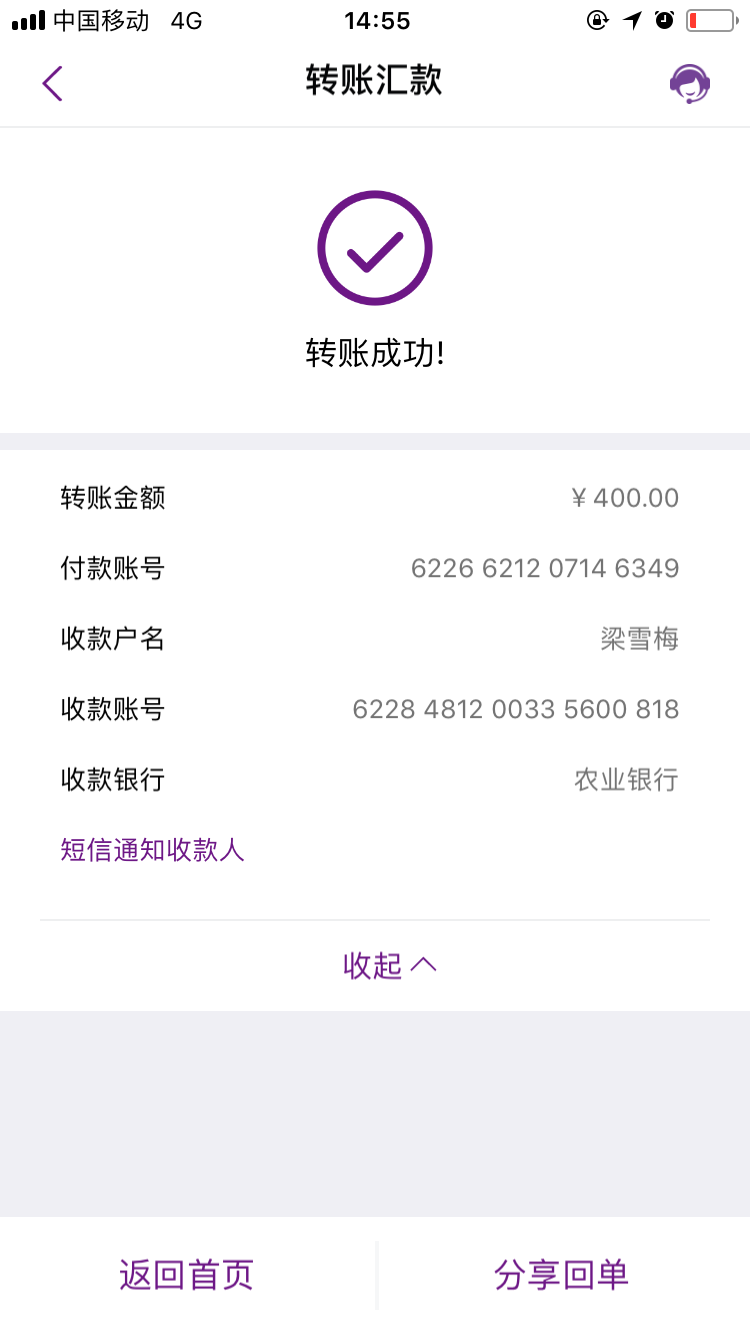 中国移动 4G 14:55
转账汇款
转账成功!
转账金额 ¥ 400.00
付款账号 6226 6212 0714 6349
收款户名 梁雪梅
收款账号 6228 4812 0033 5600 818
收款银行 农业银行
短信通知收款人
收起
返回首页 分享回单